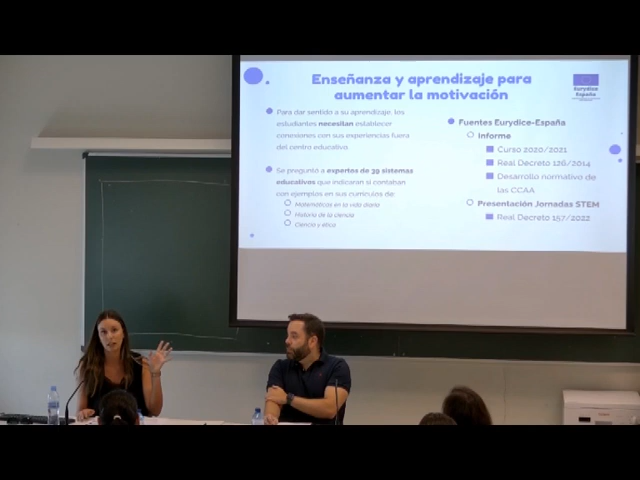 Enseñanza y aprendizaje para
aumentar la motivación
Eurydice
España
Para dar sentido a su aprendizaje, los
estudiantes necesitan establecer
conexiones con sus experiencias fuera
del centro educativo.
Se preguntó a expertos de 39 sistemas
educativos que indicaran si contaban
con ejemplos en sus currículos de:
Matemáticas en la vida diaria
Historia de la ciencia
Ciencia y ética
Fuentes Eurydice-España
Informe
Curso 2020/2021
Real Decreto 126/2014
Desarrollo normativo de
las CCAA
Presentación Jornadas STEM
Real Decreto 157/2022